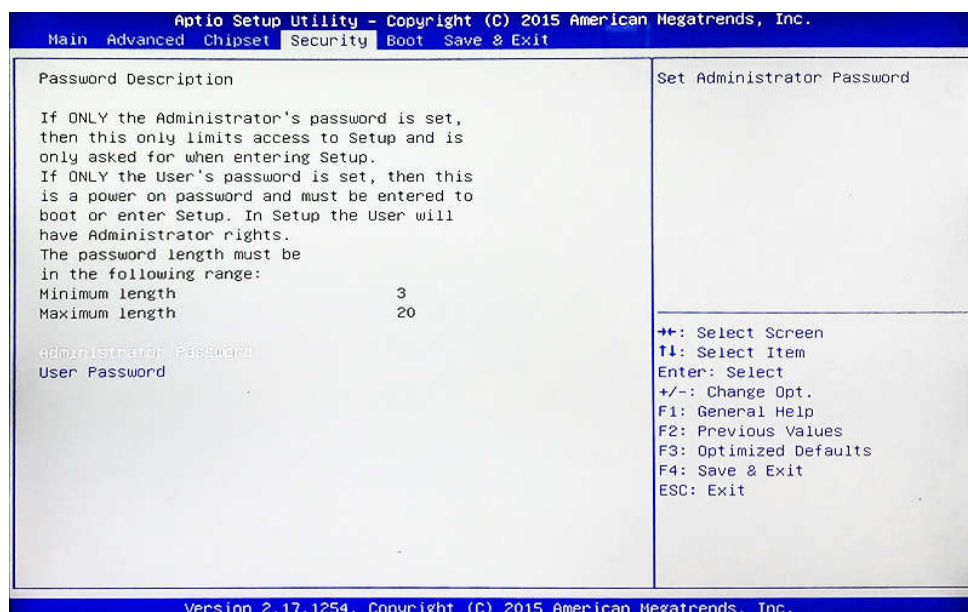 Aptio Setup Utility – Copyright (C) 2015 American Megatrends, Inc.
Main Advanced Chipset Security Boot Save & Exit
Password Description
If ONLY the Administrator's password is set,
then this only limits access to Setup and is
only asked for when entering Setup.
If ONLY the User's password is set, then this
is a power on password and must be entered to
boot or enter Setup. In Setup the User will
have Administrator rights.
The password length must be
in the following range:
Minimum length 3
Maximum length 20
Administrator Password
User Password
Set Administrator Password
→←: Select Screen
↑↓: Select Item
Enter: Select
+/-: Change Opt.
F1: General Help
F2: Previous Values
F3: Optimized Defaults
F4: Save & Exit
ESC: Exit
Version 2.17.1254. Copyright (C) 2015 American Megatrends, Inc.